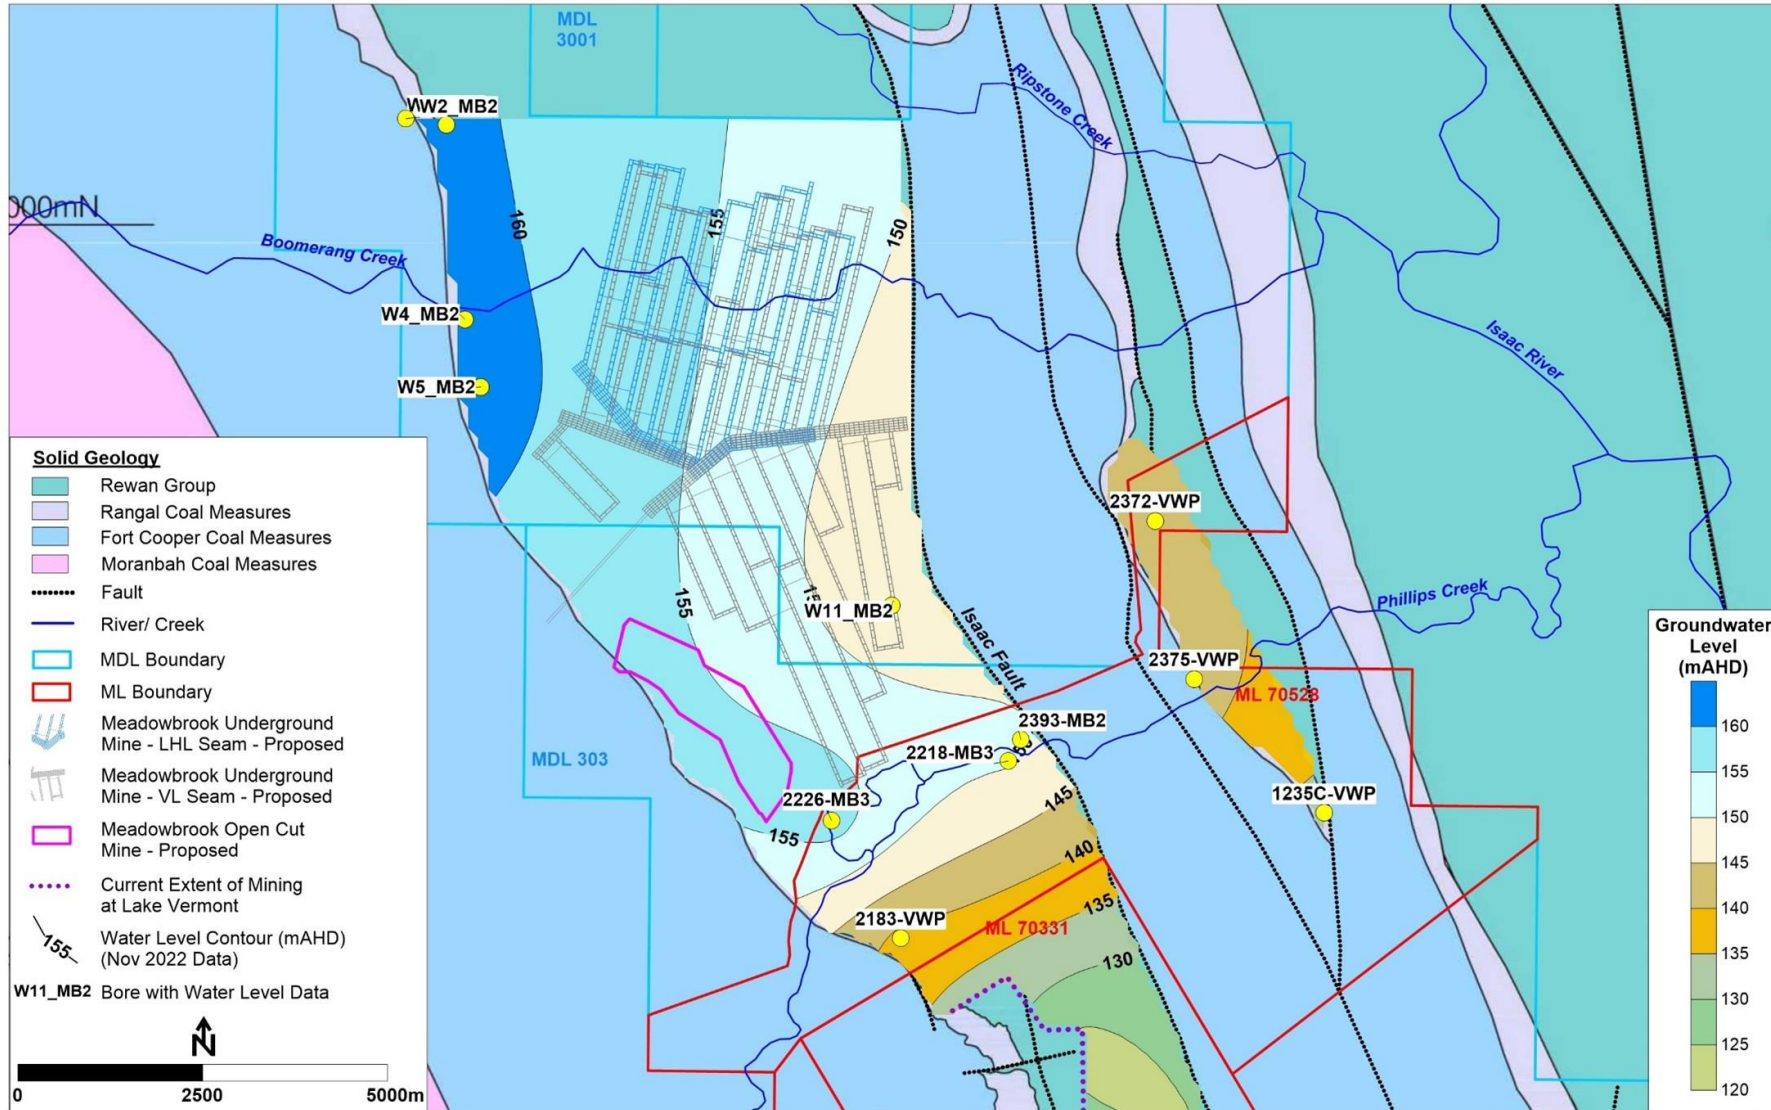 MDL
3001
Ripstone Creek
WW2_MB2
000mN
160
155
150
Boomerang Creek
W4_MB2
Isaac River
W5_MB2
Solid Geology
Rewan Group
Rangal Coal Measures
Fort Cooper Coal Measures
Moranbah Coal Measures
Fault
River/ Creek
MDL Boundary
ML Boundary
Meadowbrook Underground
Mine - LHL Seam - Proposed
Meadowbrook Underground
Mine - VL Seam - Proposed
Meadowbrook Open Cut
Mine - Proposed
Current Extent of Mining
at Lake Vermont
155
Water Level Contour (mAHD)
(Nov 2022 Data)
W11_MB2 Bore with Water Level Data
N
0 2500 5000m
2372-VWP
Phillips Creek
155
W11_MB2
Isaac Fault
2375-VWP
ML 70528
2393-MB2
2218-MB3
MDL 303
2226-MB3
1235C-VWP
145
155
140
2183-VWP
135
ML 70331
130
Groundwater
Level
(mAHD)
160
155
150
145
140
135
130
125
120